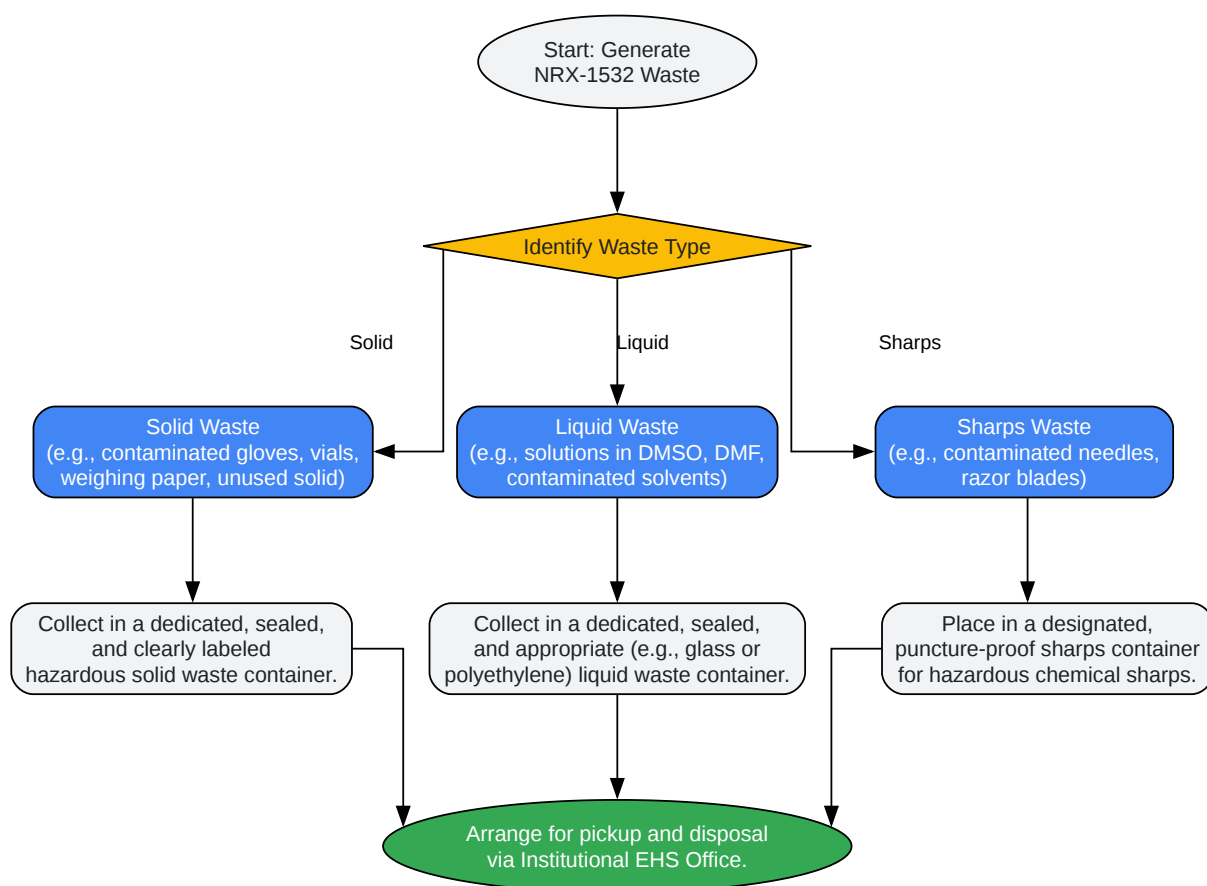 Start: Generate
NRX-1532 Waste
Identify Waste Type
Solid
Liquid
Sharps
Solid Waste
(e.g., contaminated gloves, vials,
weighing paper, unused solid)
Liquid Waste
(e.g., solutions in DMSO, DMF,
contaminated solvents)
Sharps Waste
(e.g., contaminated needles,
razor blades)
Collect in a dedicated, sealed,
and clearly labeled
hazardous solid waste container.
Collect in a dedicated, sealed,
and appropriate (e.g., glass or
polyethylene) liquid waste container.
Place in a designated,
puncture-proof sharps container
for hazardous chemical sharps.
Arrange for pickup and disposal
via Institutional EHS Office.